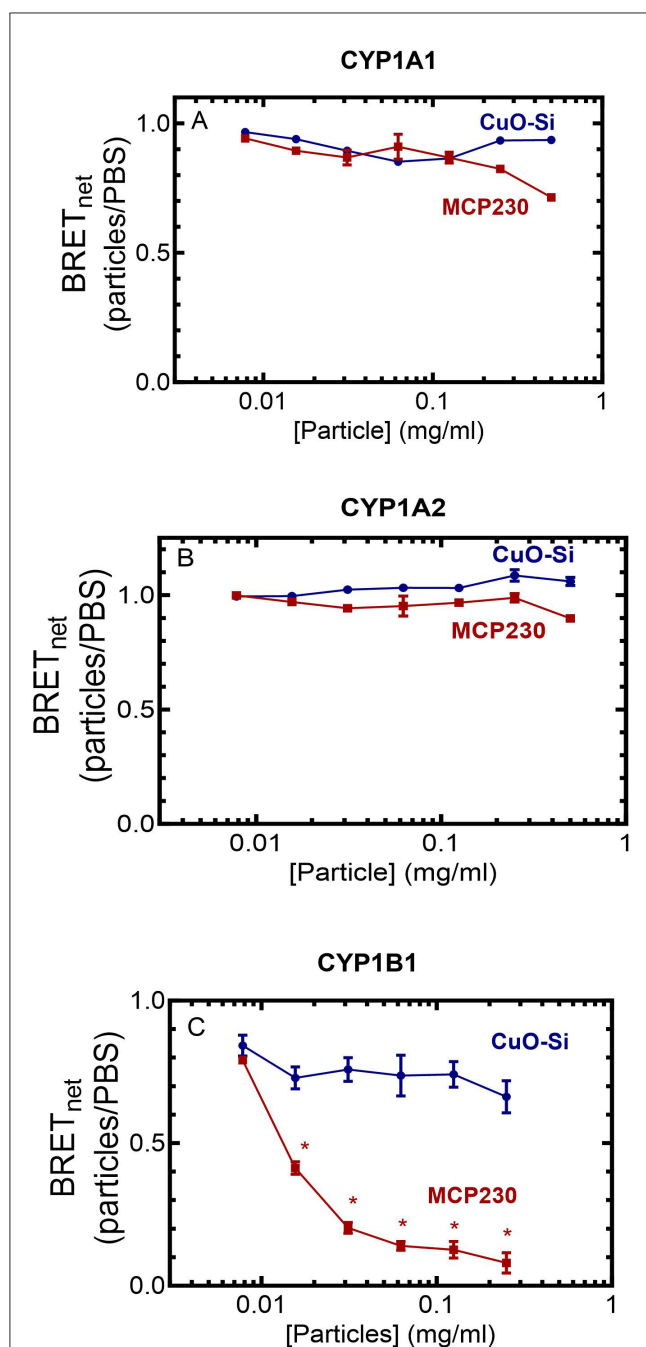 CYP1A1
A
CuO-Si
MCP230
BRETnet
(particles/PBS)
1.0
0.5
0.0
0.01
0.1
1
[Particle] (mg/ml)
CYP1A2
B
CuO-Si
MCP230
BRETnet
(particles/PBS)
1.0
0.5
0.0
0.01
0.1
1
[Particle] (mg/ml)
CYP1B1
C
CuO-Si
MCP230
* * * * *
BRETnet
(particles/PBS)
1.0
0.5
0.0
0.01
0.1
1
[Particles] (mg/ml)